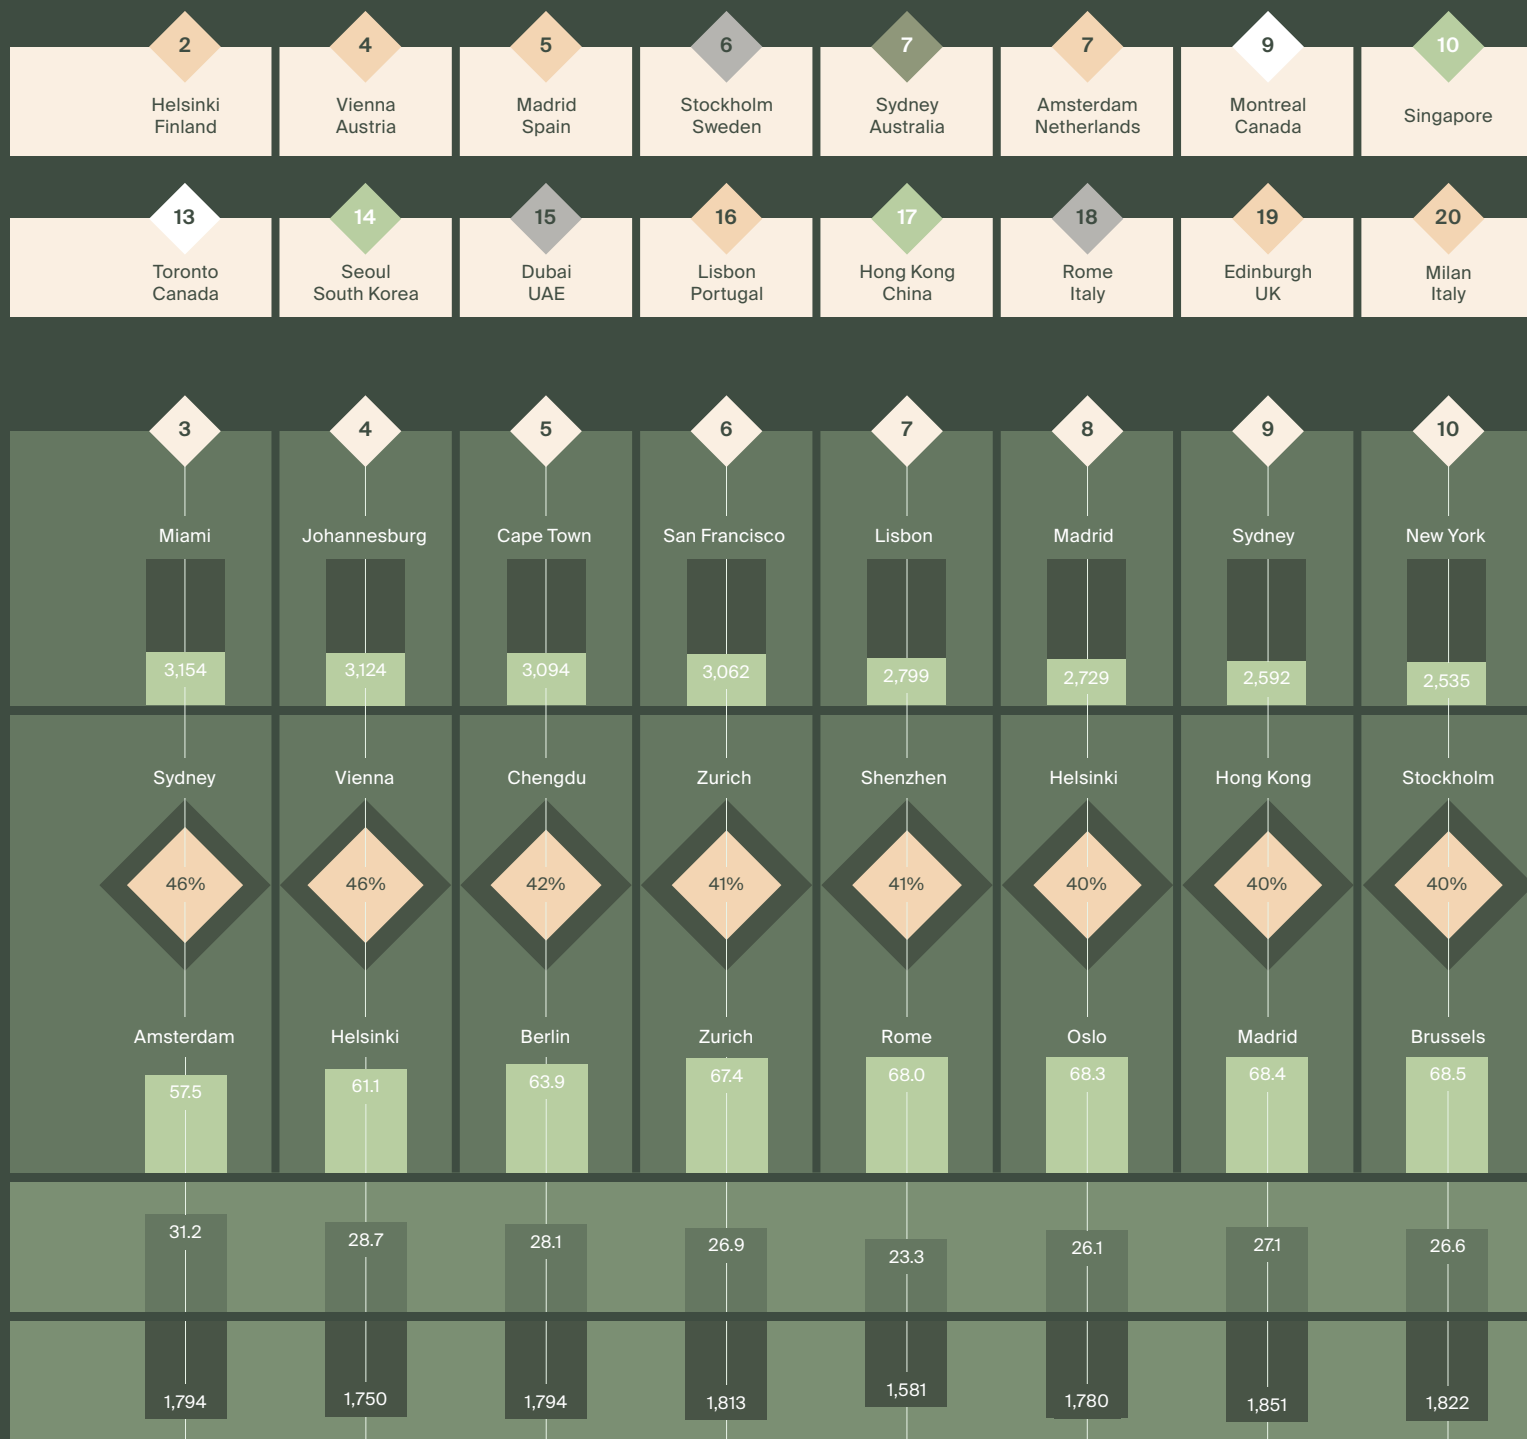 2 4 5 6 7 7 9 10
Helsinki Vienna Madrid Stockholm Sydney Amsterdam Montreal Singapore
Finland Austria Spain Sweden Australia Netherlands Canada
13 14 15 16 17 18 19 20
Toronto Seoul Dubai Lisbon Hong Kong Rome Edinburgh Milan
Canada South Korea UAE Portugal China Italy UK Italy
3 4 5 6 7 8 9 10
Miami Johannesburg Cape Town San Francisco Lisbon Madrid Sydney New York
3,154 3,124 3,094 3,062 2,799 2,729 2,592 2,535
Sydney Vienna Chengdu Zurich Shenzhen Helsinki Hong Kong Stockholm
46% 46% 42% 41% 41% 40% 40% 40%
Amsterdam Helsinki Berlin Zurich Rome Oslo Madrid Brussels
57.5 61.1 63.9 67.4 68.0 68.3 68.4 68.5
31.2 28.7 28.1 26.9 23.3 26.1 27.1 26.6
1,794 1,750 1,794 1,813 1,581 1,780 1,851 1,822